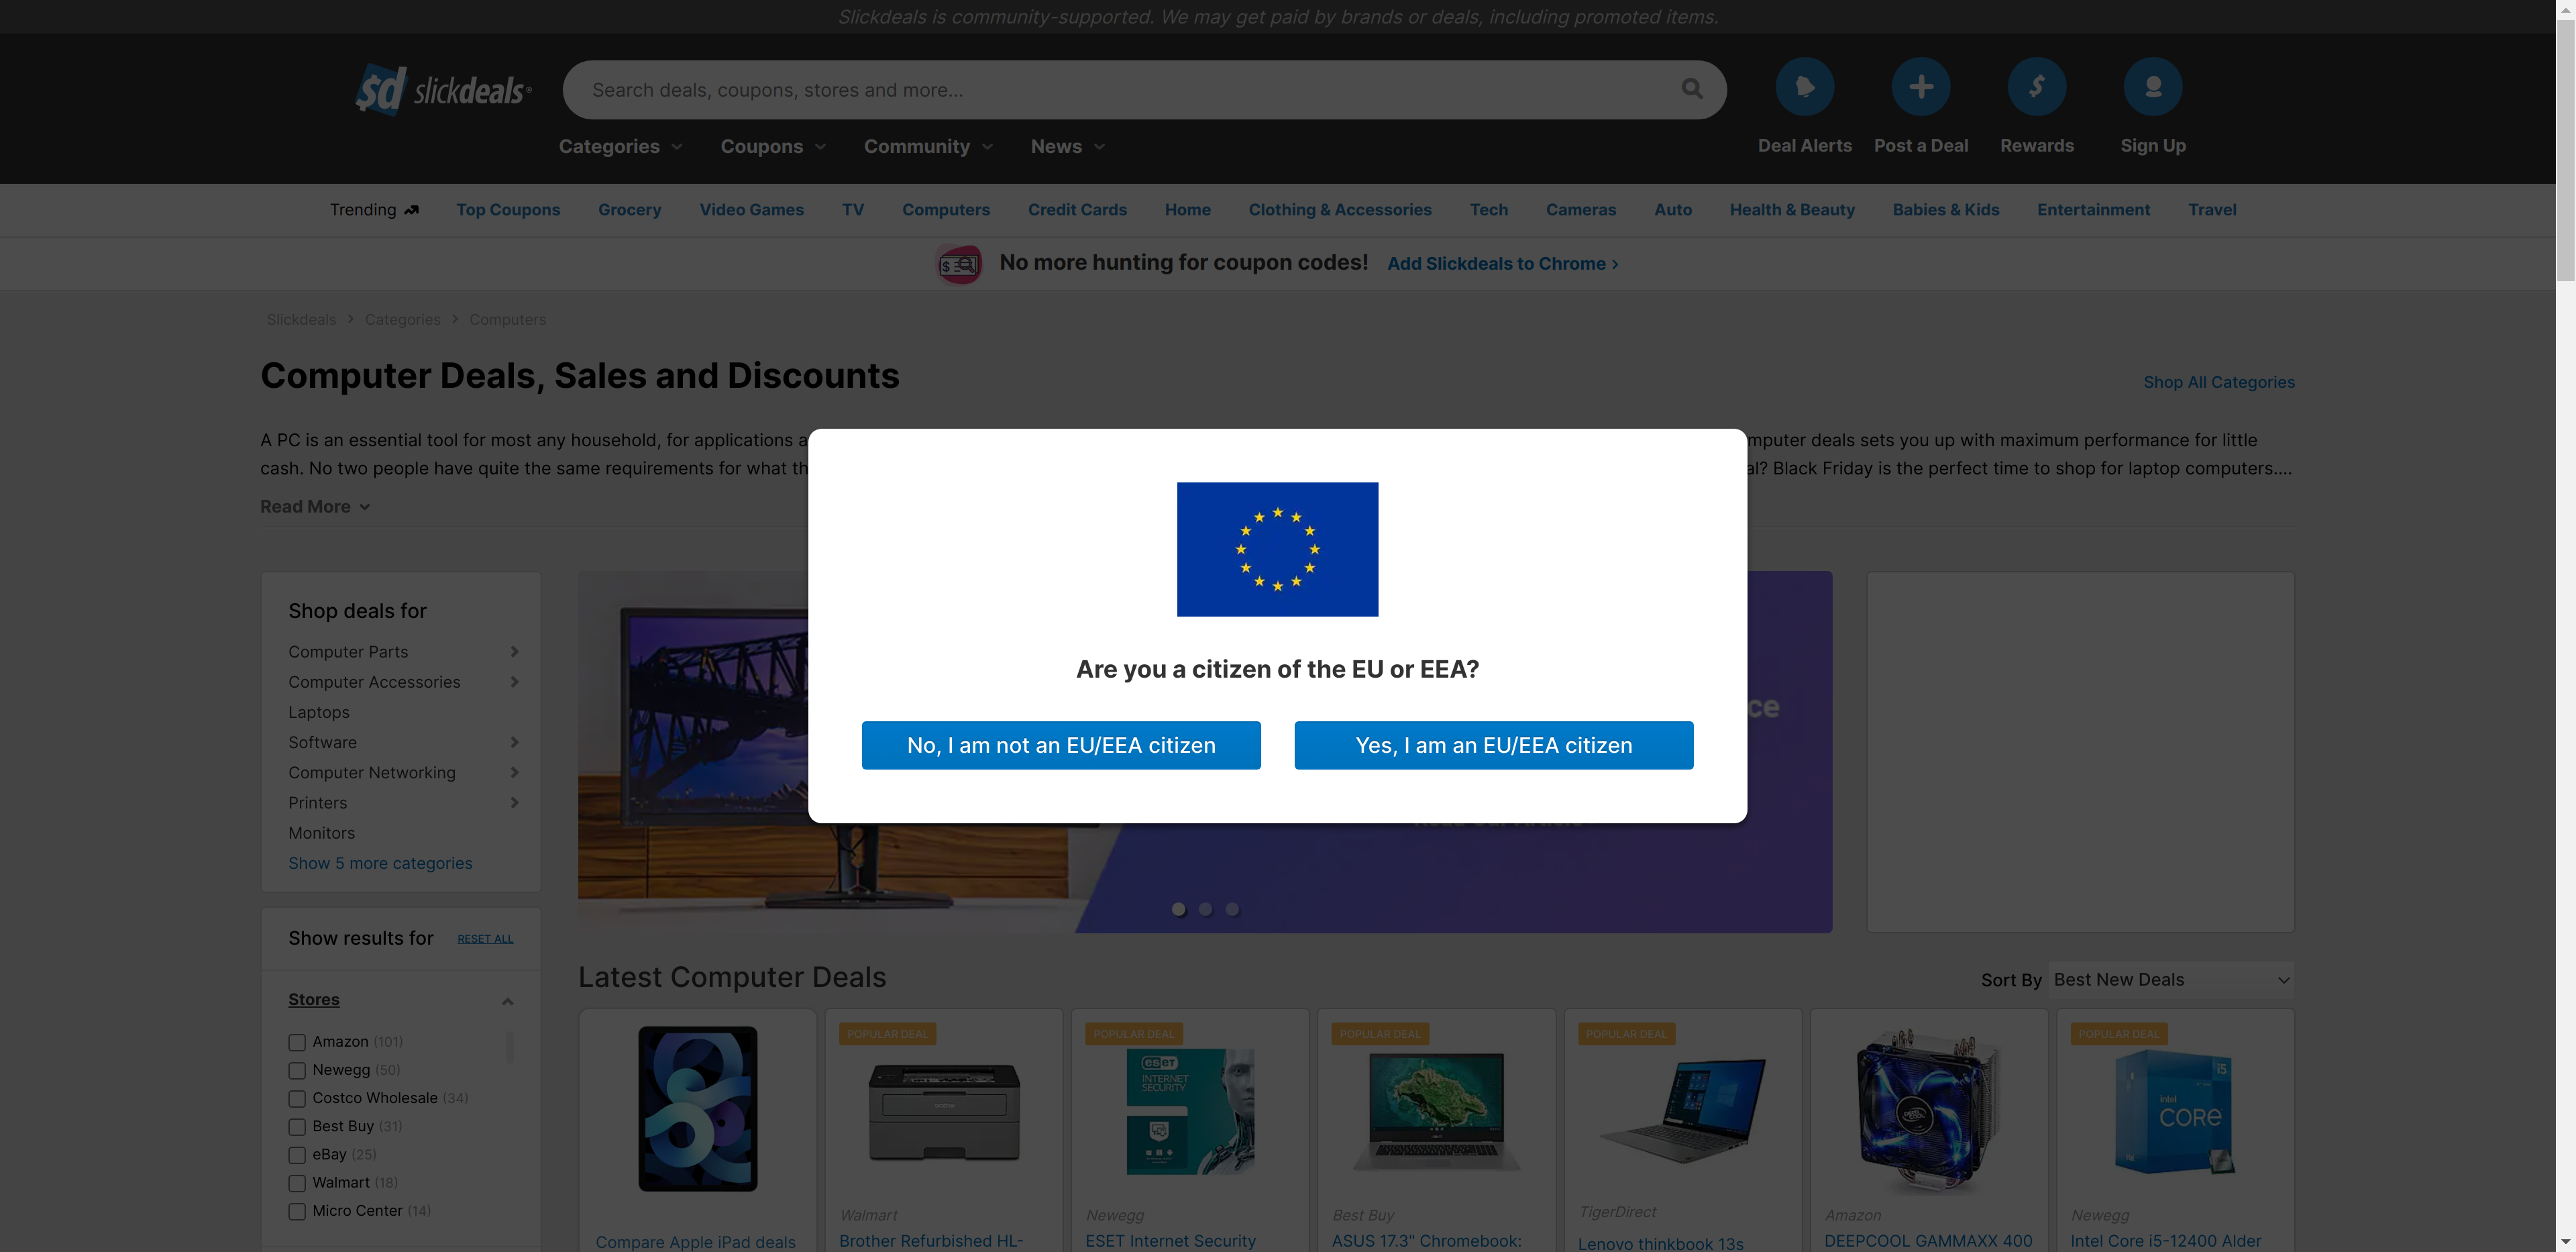 Slickdeals is community-supported. We may get paid by brands or deals, including promoted items.
$d slickdeals®
Search deals, coupons, stores and more...
Categories
Coupons
Community
News
Deal Alerts
Post a Deal
Rewards
Sign Up
Trending
Top Coupons
Grocery
Video Games
TV
Computers
Credit Cards
Home
Clothing & Accessories
Tech
Cameras
Auto
Health & Beauty
Babies & Kids
Entertainment
Travel
No more hunting for coupon codes!
Add Slickdeals to Chrome ›
Slickdeals > Categories > Computers
Computer Deals, Sales and Discounts
Shop All Categories
A PC is an essential tool for most any household, for applications a
mputer deals sets you up with maximum performance for little
cash. No two people have quite the same requirements for what th
al? Black Friday is the perfect time to shop for laptop computers....
Read More
Are you a citizen of the EU or EEA?
No, I am not an EU/EEA citizen
Yes, I am an EU/EEA citizen
ce
Shop deals for
Computer Parts
Computer Accessories
Laptops
Software
Computer Networking
Printers
Monitors
Show 5 more categories
Show results for
RESET ALL
Stores
Amazon (101)
Newegg (50)
Costco Wholesale (34)
Best Buy (31)
eBay (25)
Walmart (18)
Micro Center (14)
Latest Computer Deals
Sort By
Best New Deals
Compare Apple iPad deals
POPULAR DEAL
Walmart
Brother Refurbished HL-
POPULAR DEAL
eset
INTERNET
SECURITY
Newegg
ESET Internet Security
POPULAR DEAL
Best Buy
ASUS 17.3" Chromebook:
POPULAR DEAL
TigerDirect
Lenovo thinkbook 13s
Amazon
DEEPCOOL GAMMAXX 400
POPULAR DEAL
i5
intel
CORE
Newegg
Intel Core i5-12400 Alder